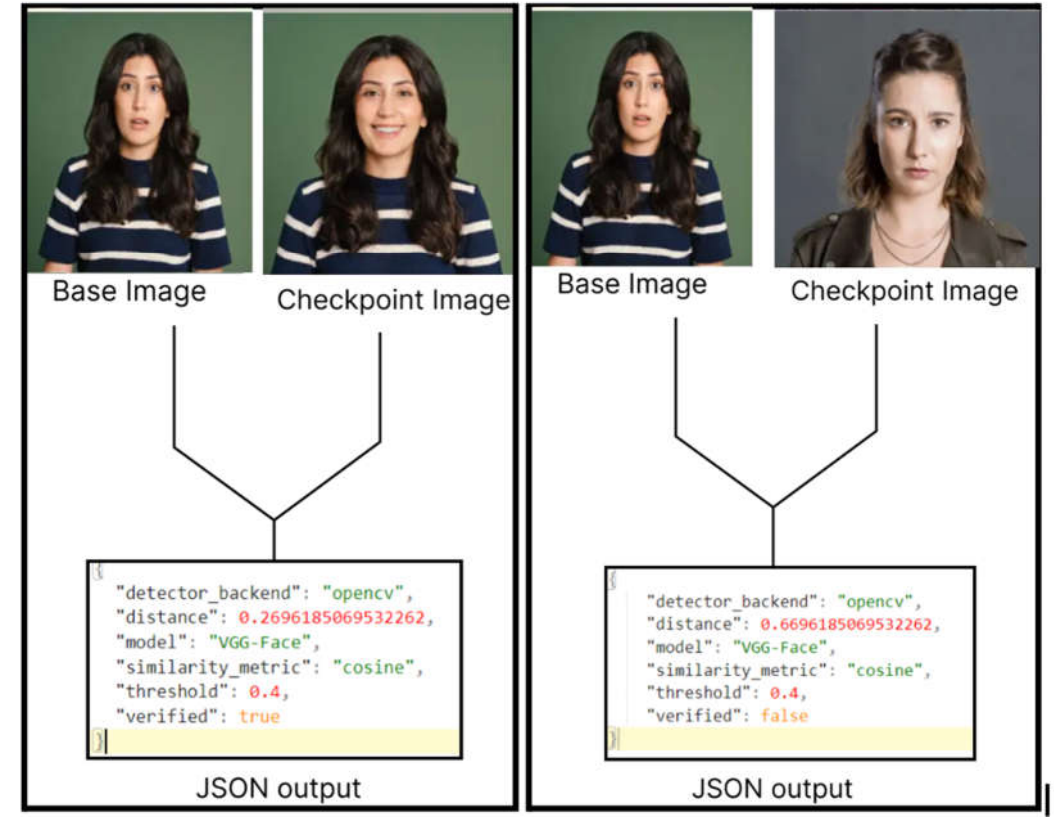 Base Image
Checkpoint Image
{
"detector_backend": "opencv",
"distance": 0.2696185069532262,
"model": "VGG-Face",
"similarity_metric": "cosine",
"threshold": 0.4,
"verified": true
}
JSON output
Base Image
Checkpoint Image
{
"detector_backend": "opencv",
"distance": 0.6696185069532262,
"model": "VGG-Face",
"similarity_metric": "cosine",
"threshold": 0.4,
"verified": false
}
JSON output